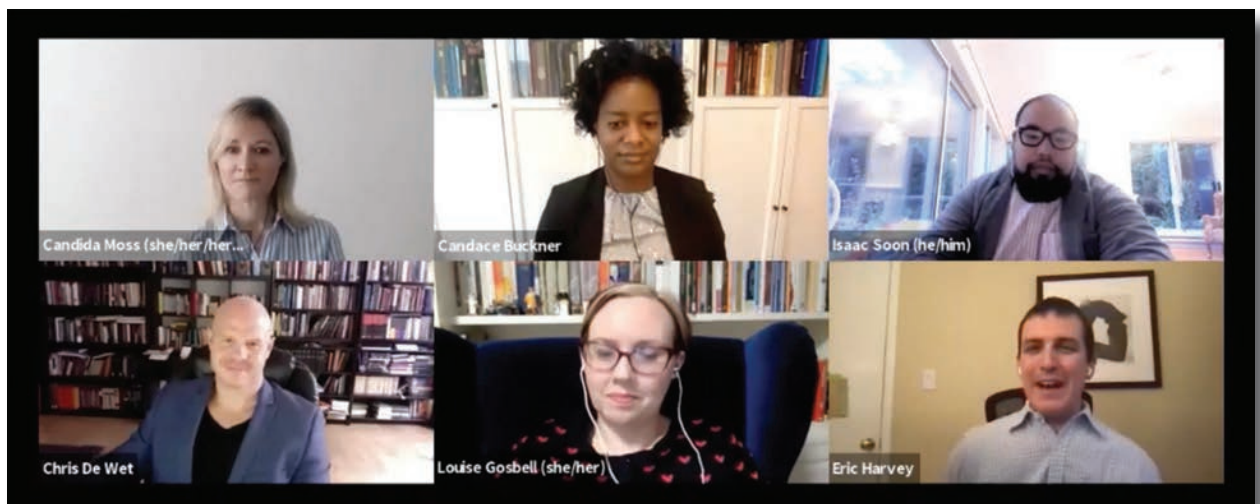 Candida Moss (she/her/her...
Candace Buckner
Isaac Soon (he/him)
Chris De Wet
Louise Gosbell (she/her)
Eric Harvey